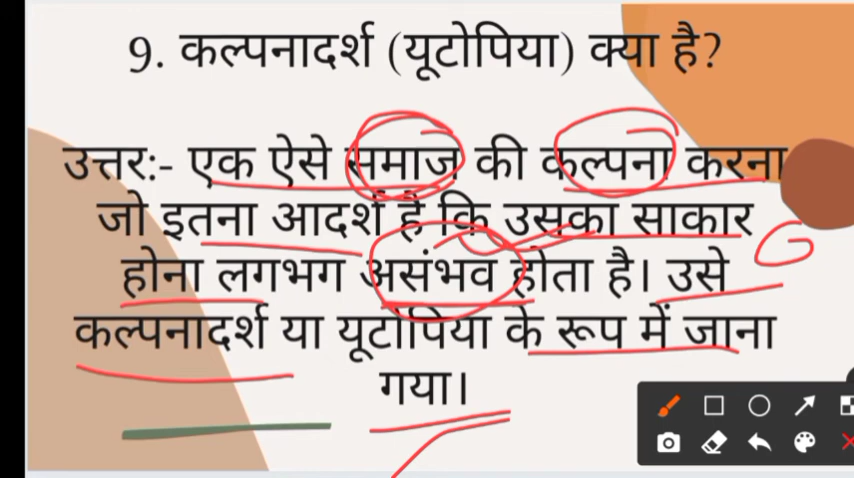 9. कल्पनादर्श (यूटोपिया) क्या है?
उत्तर:- एक ऐसे समाज की कल्पना करना
जो इतना आदर्श है कि उसका साकार
होना लगभग असंभव होता है। उसे
कल्पनादर्श या यूटोपिया के रूप में जाना
गया।